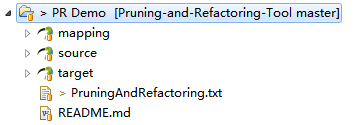 > PR Demo [Pruning-and-Refactoring-Tool master]
mapping
source
target
> PruningAndRefactoring.txt
README.md